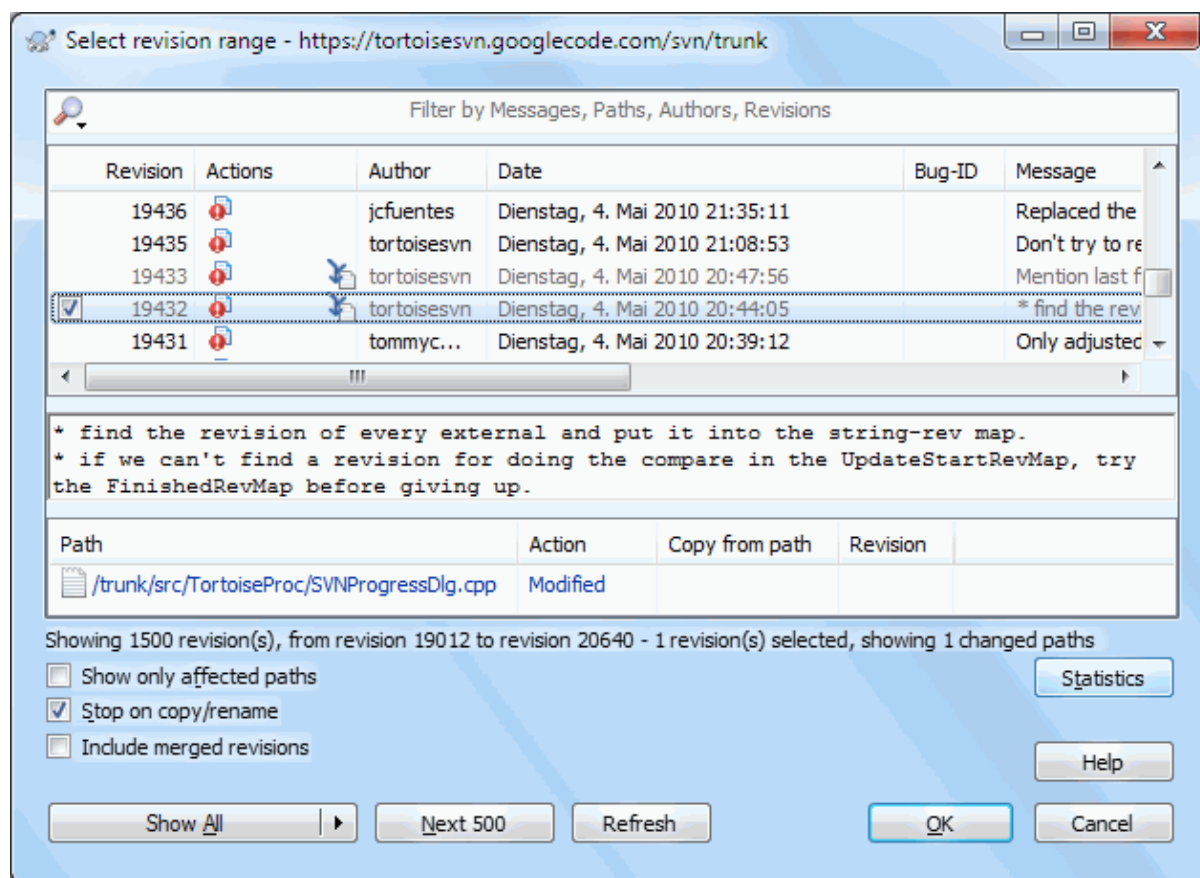 Select revision range - https://tortoisesvn.googlecode.com/svn/trunk
Filter by Messages, Paths, Authors, Revisions
Revision Actions Author Date Bug-ID Message
19436 jcfuentes Dienstag, 4. Mai 2010 21:35:11 Replaced the
19435 tortoisesvn Dienstag, 4. Mai 2010 21:08:53 Don't try to re
19433 tortoisesvn Dienstag, 4. Mai 2010 20:47:56 Mention last f
19432 tortoisesvn Dienstag, 4. Mai 2010 20:44:05 * find the rev
19431 tommyc... Dienstag, 4. Mai 2010 20:39:12 Only adjusted
* find the revision of every external and put it into the string-rev map.
* if we can't find a revision for doing the compare in the UpdateStartRevMap, try
the FinishedRevMap before giving up.
Path Action Copy from path Revision
/trunk/src/TortoiseProc/SVNProgressDlg.cpp Modified
Showing 1500 revision(s), from revision 19012 to revision 20640 - 1 revision(s) selected, showing 1 changed paths
Show only affected paths
Statistics
Stop on copy/rename
Include merged revisions
Help
Show All Next 500 Refresh OK Cancel